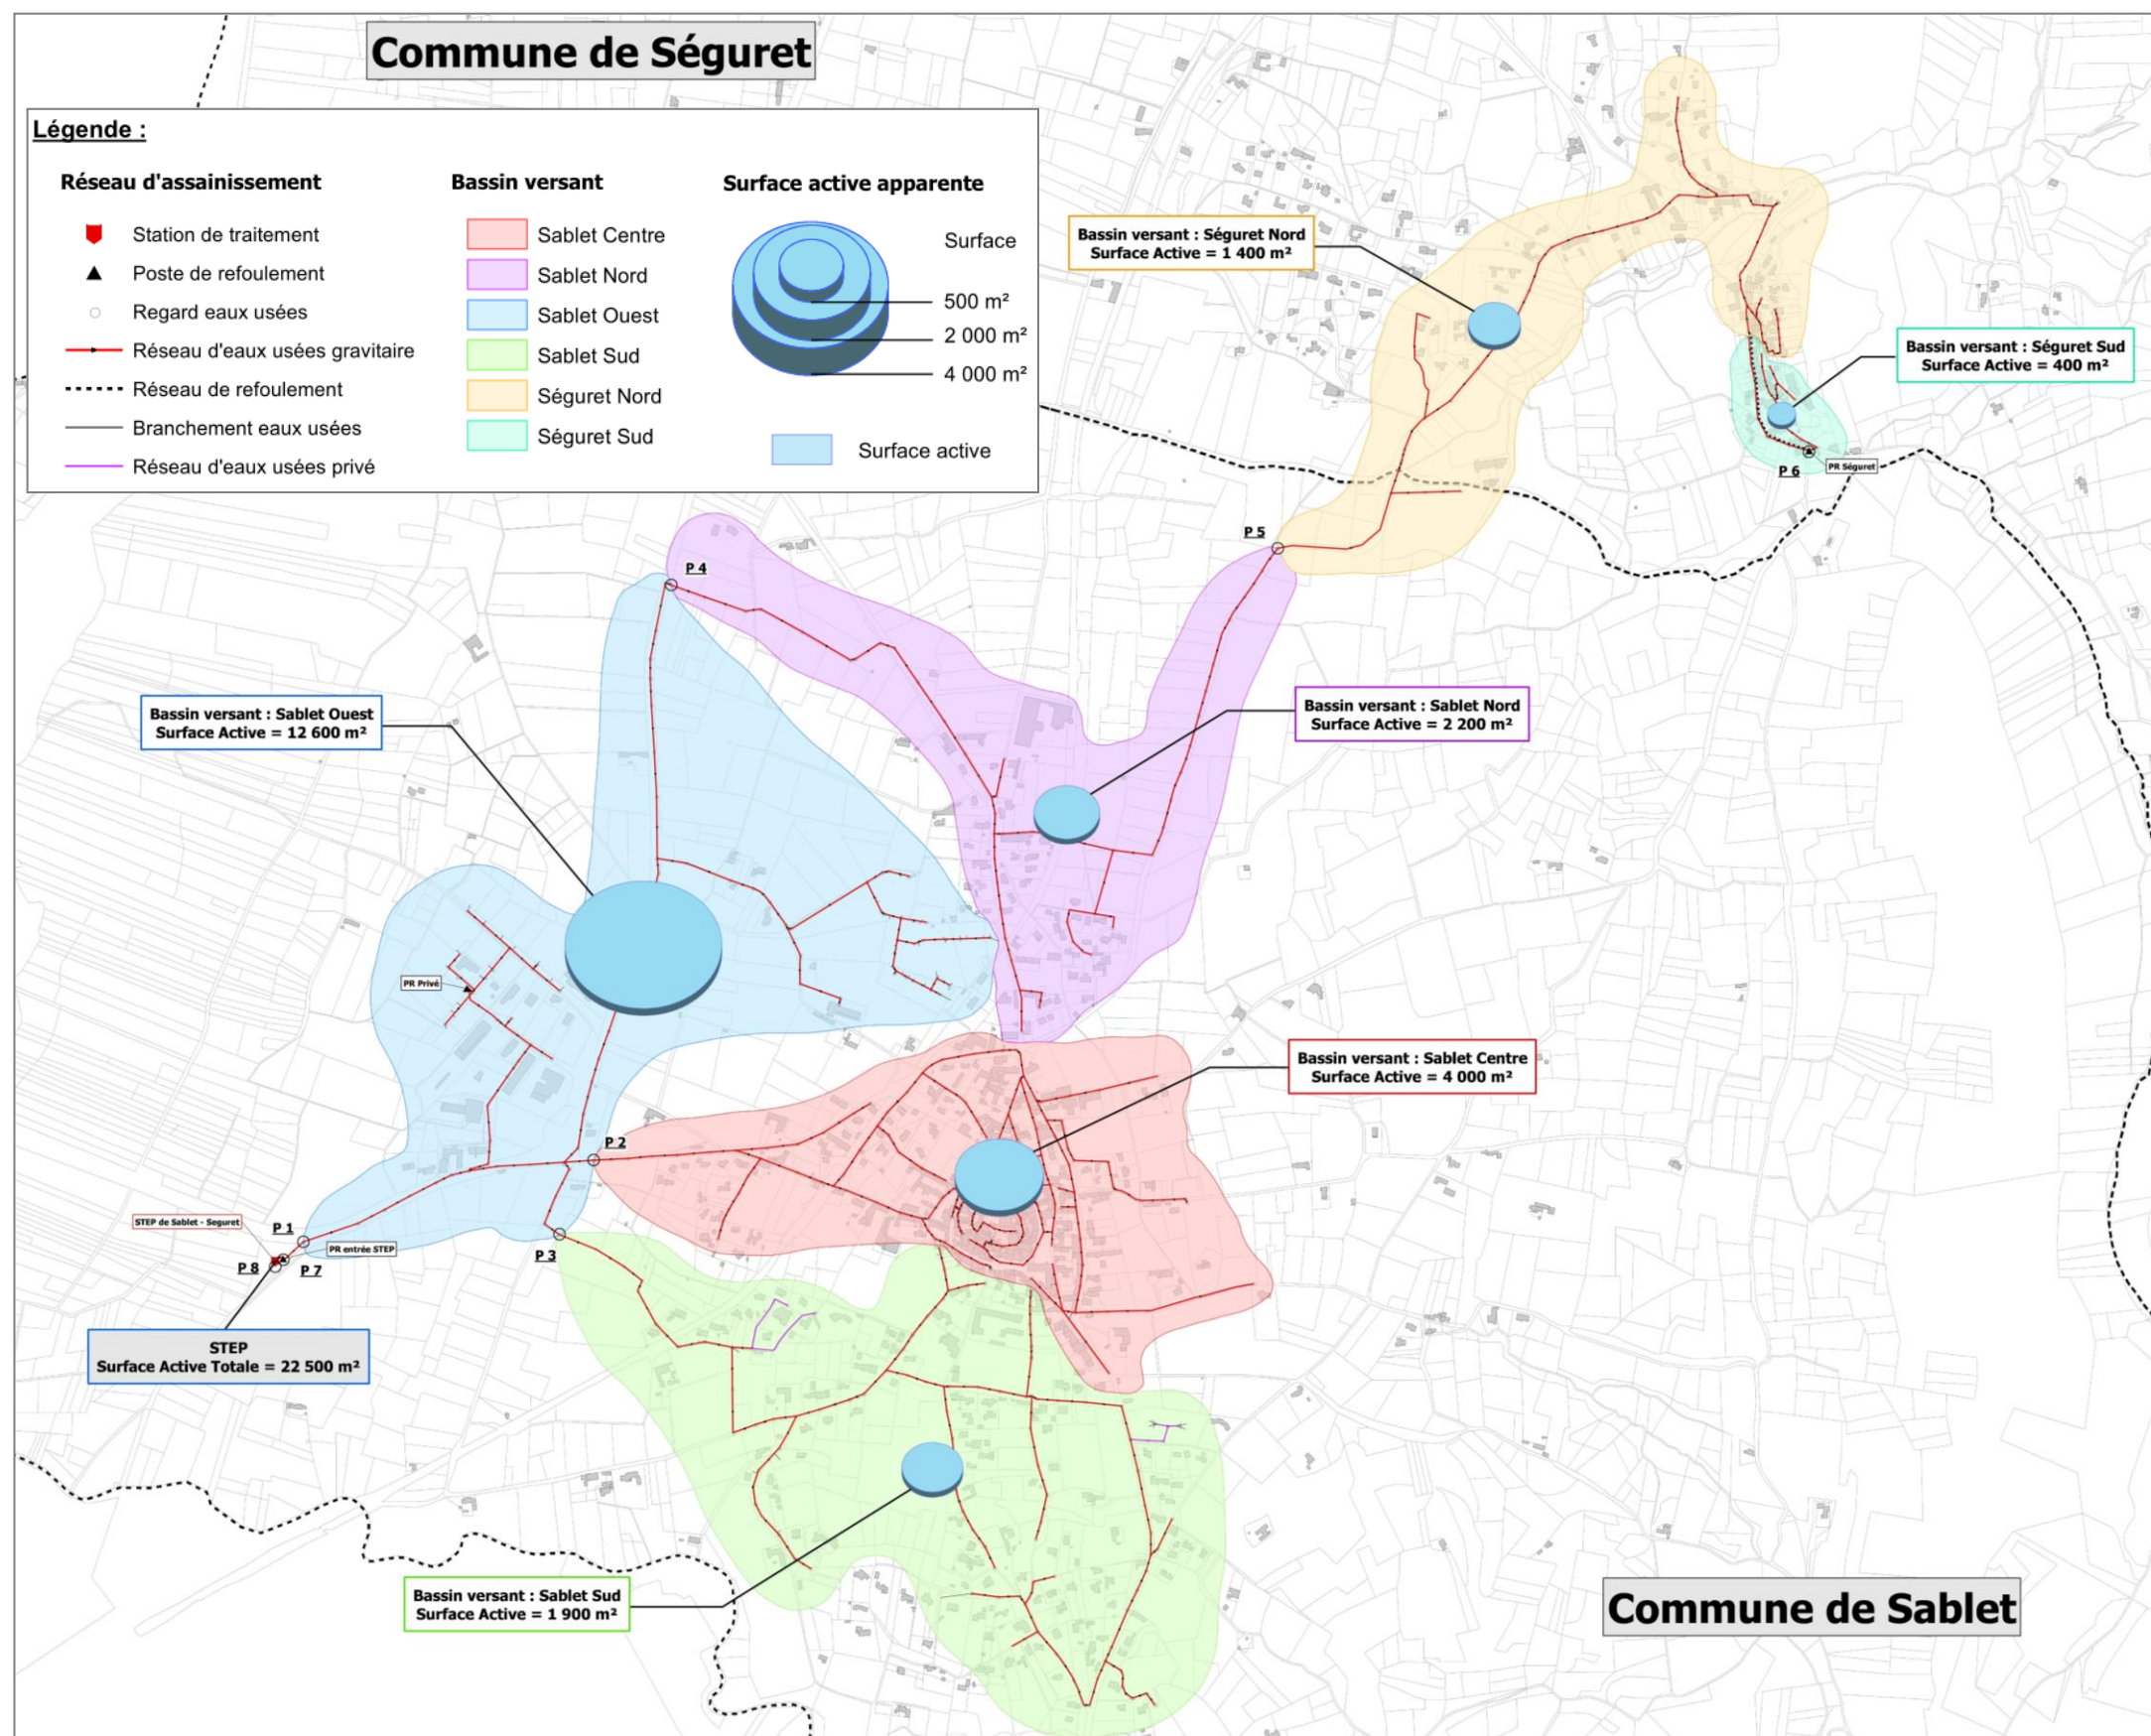 Commune de Séguret
Légende :
Réseau d'assainissement
Station de traitement
Poste de refoulement
Regard eaux usées
Réseau d'eaux usées gravitaire
Réseau de refoulement
Branchement eaux usées
Réseau d'eaux usées privé
Bassin versant
Sablet Centre
Sablet Nord
Sablet Ouest
Sablet Sud
Séguret Nord
Séguret Sud
Surface active apparente
Surface
500 m²
2 000 m²
4 000 m²
Surface active
Bassin versant : Séguret Nord
Surface Active = 1 400 m²
Bassin versant : Séguret Sud
Surface Active = 400 m²
P 6
PR Séguret
P 5
P 4
Bassin versant : Sablet Ouest
Surface Active = 12 600 m²
Bassin versant : Sablet Nord
Surface Active = 2 200 m²
PR Privé
Bassin versant : Sablet Centre
Surface Active = 4 000 m²
P 2
STEP de Sablet - Seguret
P 1
PR entrée STEP
P 8
P 7
P 3
STEP
Surface Active Totale = 22 500 m²
Bassin versant : Sablet Sud
Surface Active = 1 900 m²
Commune de Sablet